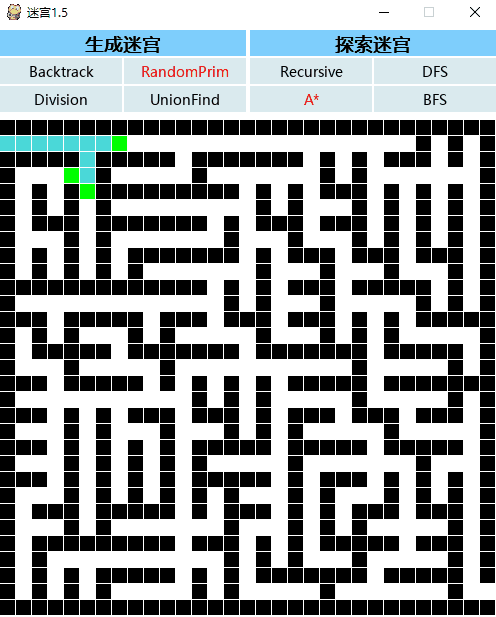 迷宫1.5
生成迷宫 探索迷宫
Backtrack RandomPrim Recursive DFS
Division UnionFind A* BFS